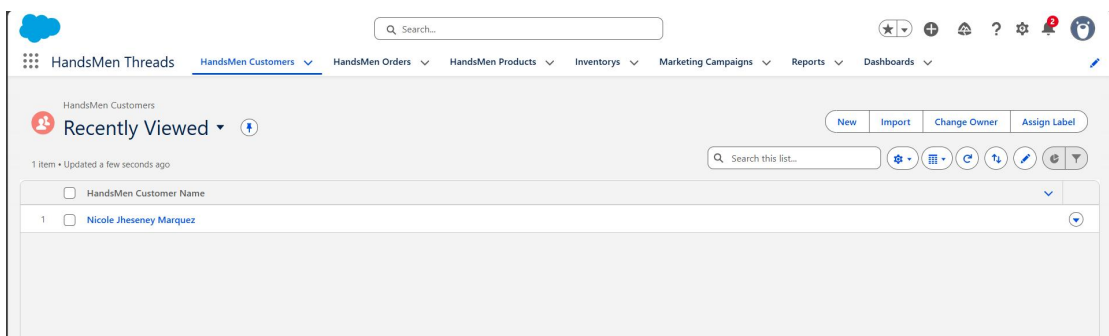 Search...
2
HandsMen Threads HandsMen Customers HandsMen Orders HandsMen Products Inventorys Marketing Campaigns Reports Dashboards
HandsMen Customers
Recently Viewed
New Import Change Owner Assign Label
1 item • Updated a few seconds ago
Search this list...
HandsMen Customer Name
1 Nicole Jheseney Marquez